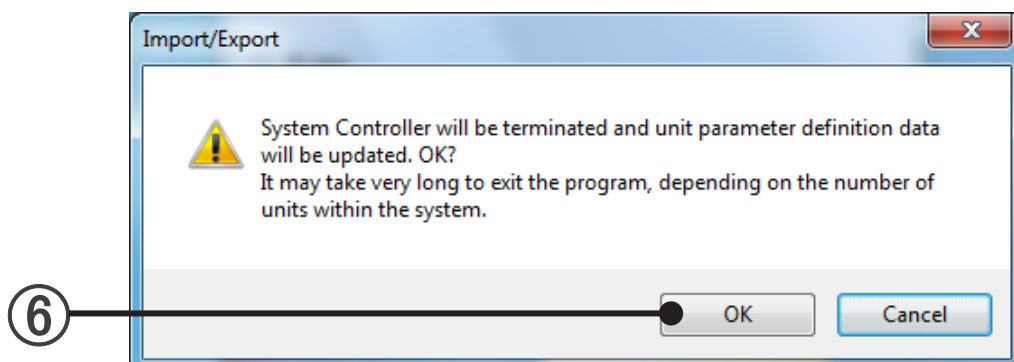 Import/Export
System Controller will be terminated and unit parameter definition data
will be updated. OK?
It may take very long to exit the program, depending on the number of
units within the system.
⑥
OK
Cancel